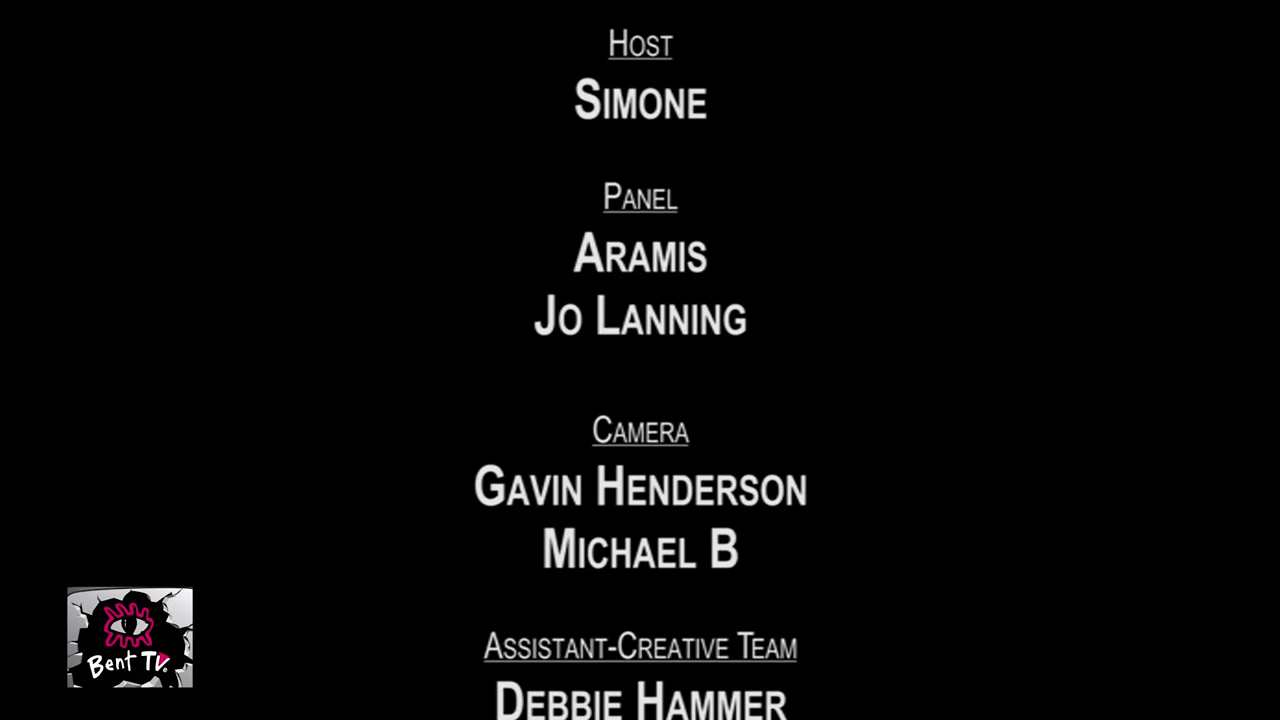 Host
Simone
Panel
Aramis
Jo Lanning
Camera
Gavin Henderson
Michael B
Assistant-Creative Team
Debbie Hammer
Bent TV.